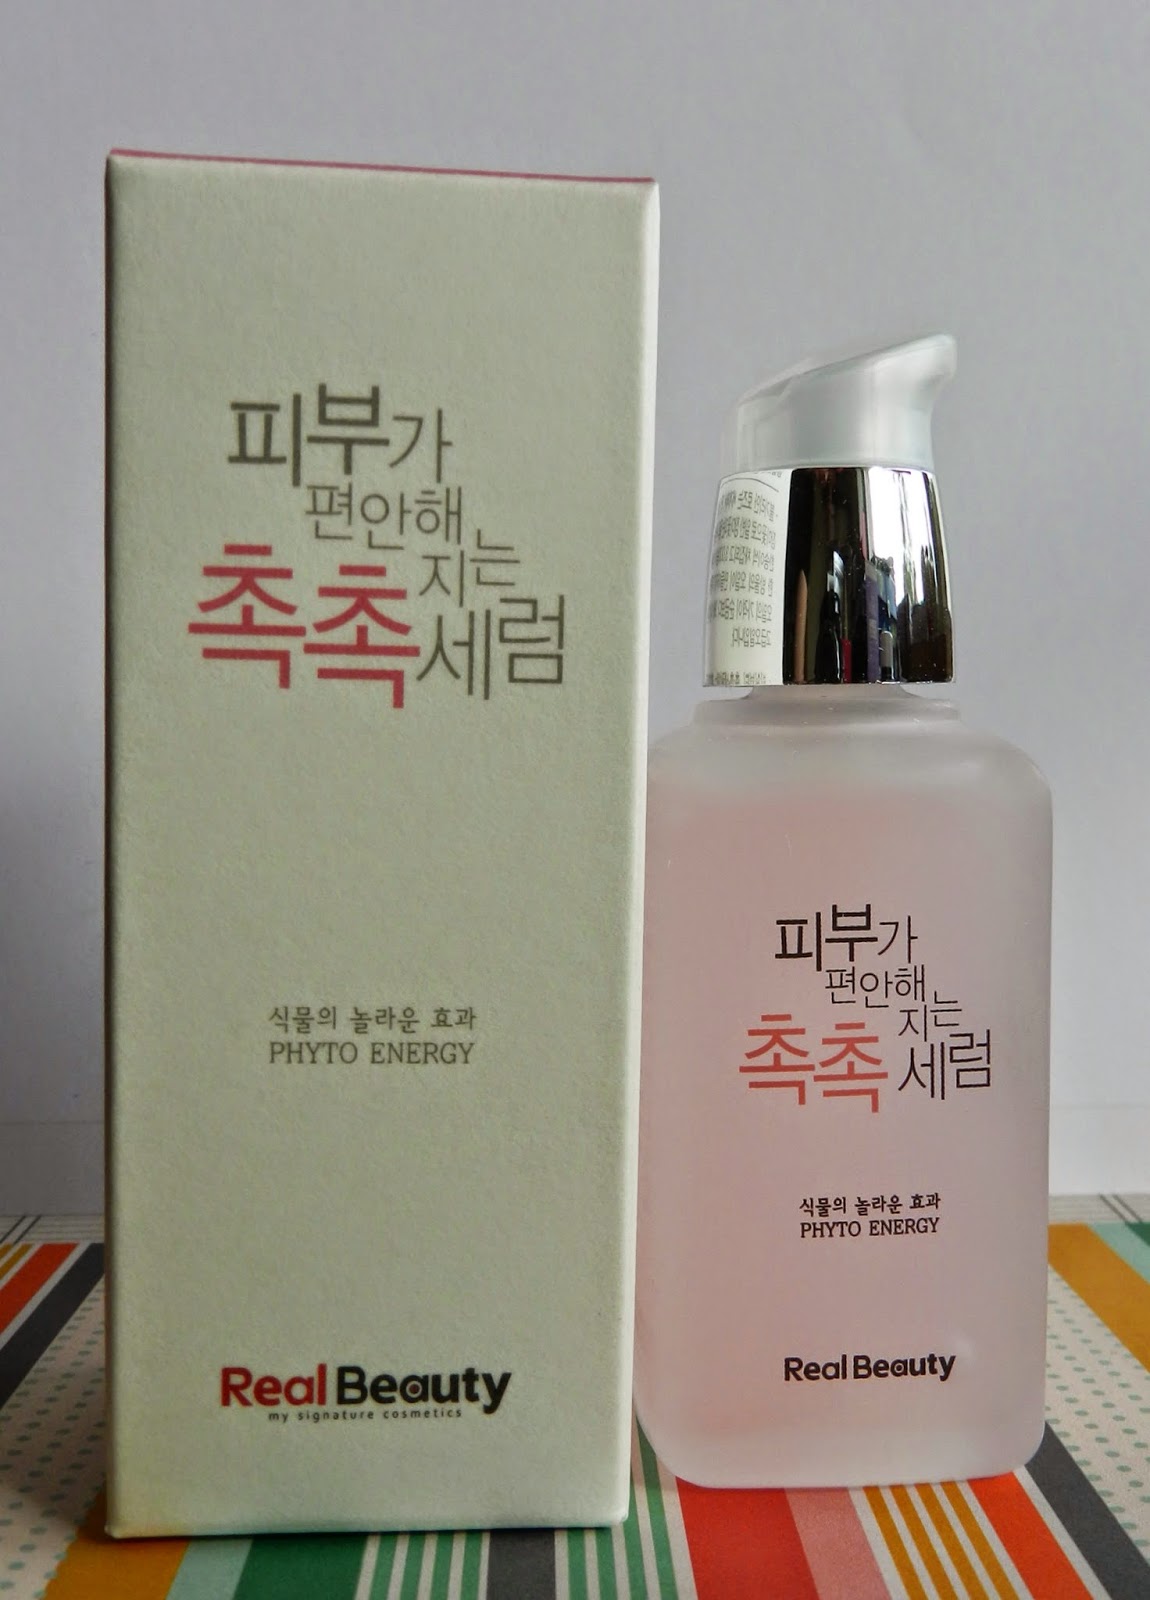 피부가
편안해
지는
촉촉세럼
식물의 놀라운 효과
PHYTO ENERGY
Real Beauty
my signature cosmetics
피부가
편안해
지는
촉촉세럼
식물의 놀라운 효과
PHYTO ENERGY
Real Beauty